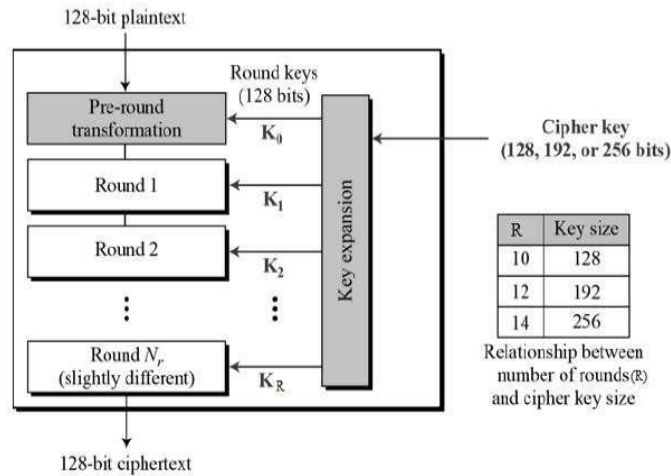 128-bit plaintext
Round keys
(128 bits)
Pre-round
transformation
K0
Cipher key
(128, 192, or 256 bits)
Round 1
K1
Key expansion
Round 2
K2
Round Nr
(slightly different)
KR
128-bit ciphertext
R Key size
10 128
12 192
14 256
Relationship between
number of rounds(R)
and cipher key size